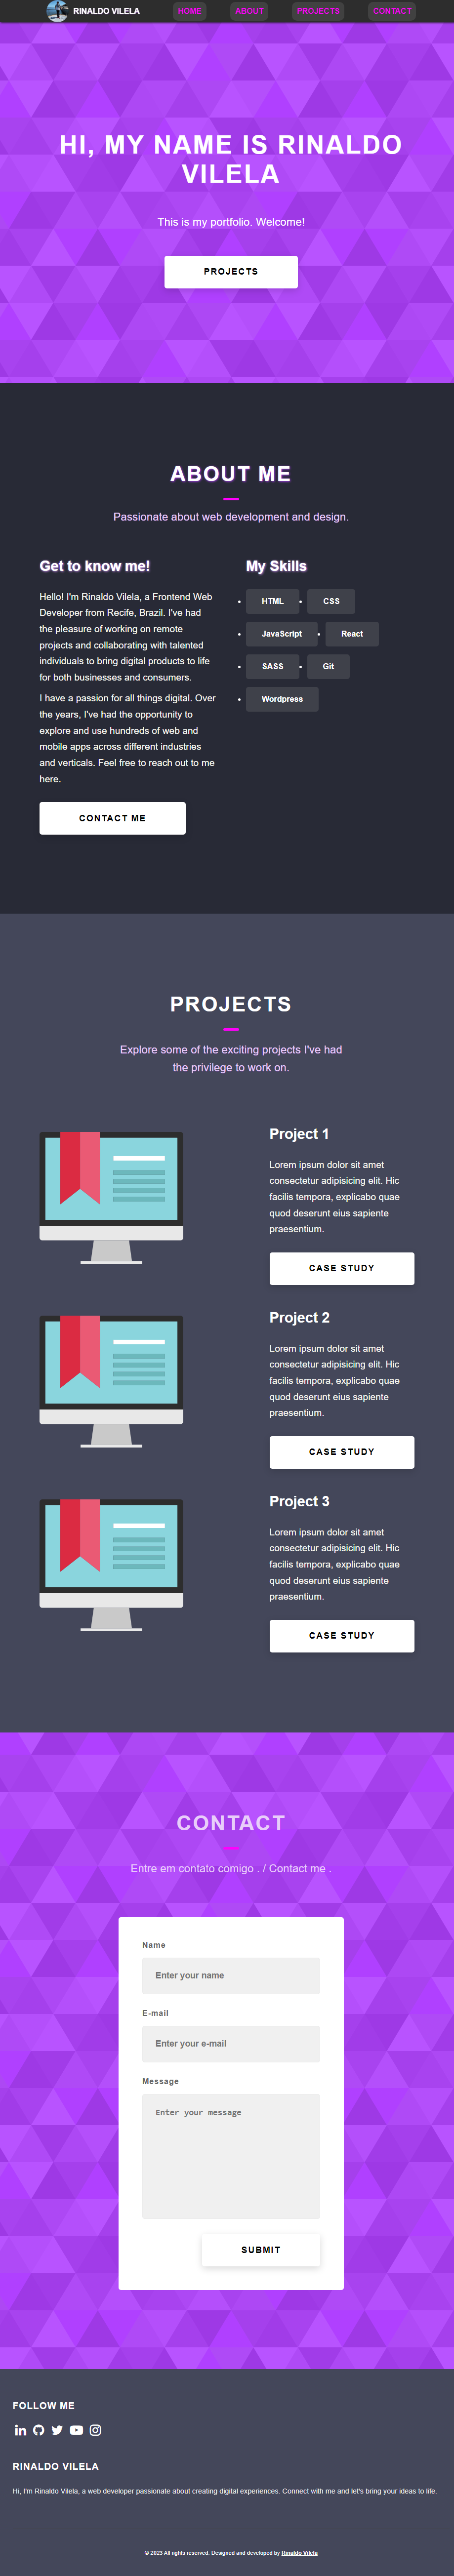 RINALDO VILELA HOME ABOUT PROJECTS CONTACT
HI, MY NAME IS RINALDO
VILELA
This is my portfolio. Welcome!
PROJECTS
ABOUT ME
Passionate about web development and design.
Get to know me!
Hello! I'm Rinaldo Vilela, a Frontend Web
Developer from Recife, Brazil. I've had
the pleasure of working on remote
projects and collaborating with talented
individuals to bring digital products to life
for both businesses and consumers.
I have a passion for all things digital. Over
the years, I've had the opportunity to
explore and use hundreds of web and
mobile apps across different industries
and verticals. Feel free to reach out to me
here.
CONTACT ME
My Skills
HTML CSS
JavaScript React
SASS Git
Wordpress
PROJECTS
Explore some of the exciting projects I've had
the privilege to work on.
Project 1
Lorem ipsum dolor sit amet
consectetur adipisicing elit. Hic
facilis tempora, explicabo quae
quod deserunt eius sapiente
praesentium.
CASE STUDY
Project 2
Lorem ipsum dolor sit amet
consectetur adipisicing elit. Hic
facilis tempora, explicabo quae
quod deserunt eius sapiente
praesentium.
CASE STUDY
Project 3
Lorem ipsum dolor sit amet
consectetur adipisicing elit. Hic
facilis tempora, explicabo quae
quod deserunt eius sapiente
praesentium.
CASE STUDY
CONTACT
Entre em contato comigo . / Contact me .
Name
Enter your name
E-mail
Enter your e-mail
Message
Enter your message
SUBMIT
FOLLOW ME
RINALDO VILELA
Hi, I'm Rinaldo Vilela, a web developer passionate about creating digital experiences. Connect with me and let's bring your ideas to life.
© 2023 All rights reserved. Designed and developed by Rinaldo Vilela